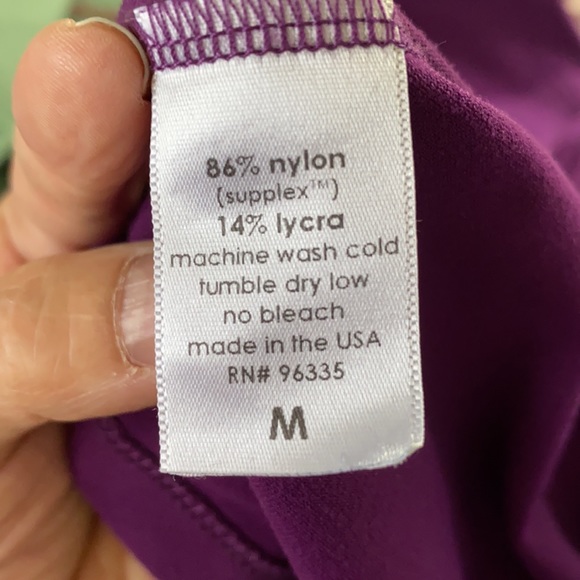 86% nylon
(supplex™)
14% lycra
machine wash cold
tumble dry low
no bleach
made in the USA
RN# 96335
M